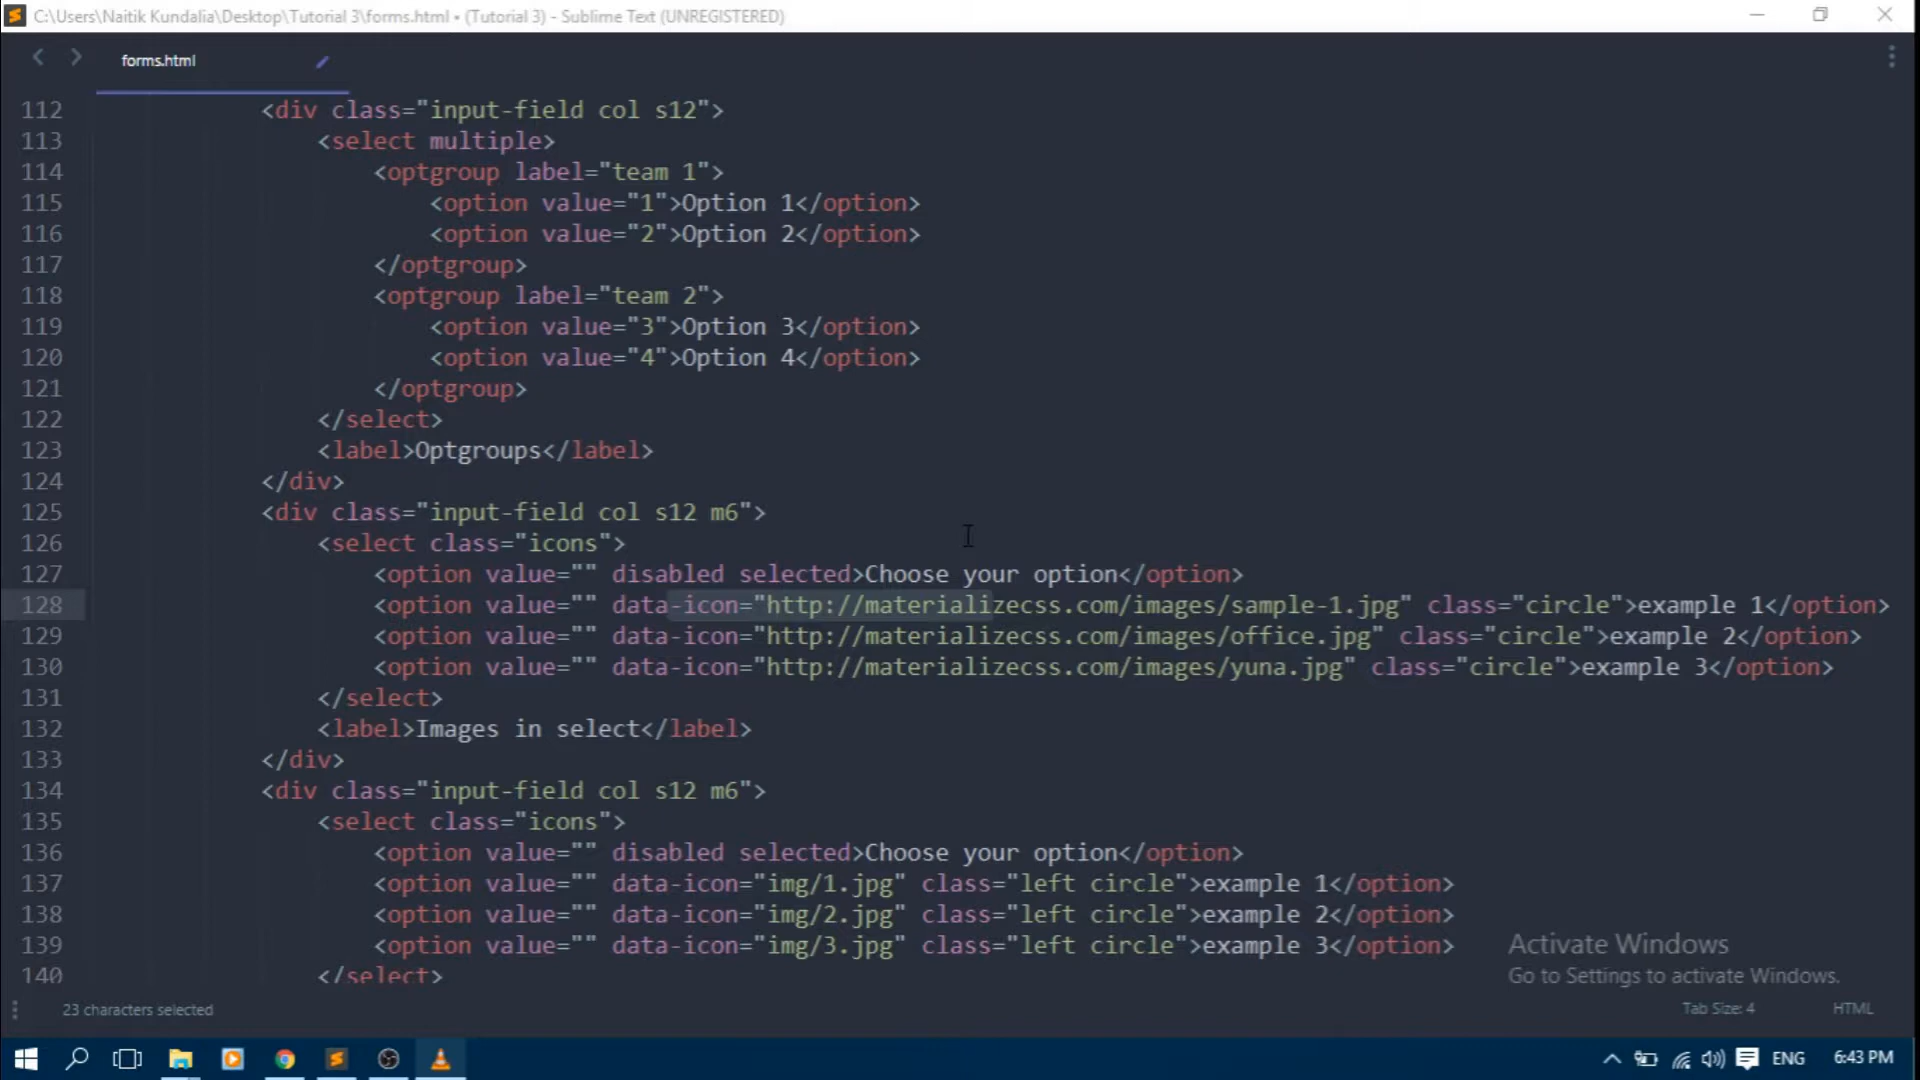 C:\Users\Naitik Kundalia\Desktop\Tutorial 3\forms.html • (Tutorial 3) - Sublime Text (UNREGISTERED)
forms.html
112 <div class="input-field col s12">
113 <select multiple>
114 <optgroup label="team 1">
115 <option value="1">Option 1</option>
116 <option value="2">Option 2</option>
117 </optgroup>
118 <optgroup label="team 2">
119 <option value="3">Option 3</option>
120 <option value="4">Option 4</option>
121 </optgroup>
122 </select>
123 <label>Optgroups</label>
124 </div>
125 <div class="input-field col s12 m6">
126 <select class="icons">
127 <option value="" disabled selected>Choose your option</option>
128 <option value="" data-icon="http://materializecss.com/images/sample-1.jpg" class="circle">example 1</option>
129 <option value="" data-icon="http://materializecss.com/images/office.jpg" class="circle">example 2</option>
130 <option value="" data-icon="http://materializecss.com/images/yuna.jpg" class="circle">example 3</option>
131 </select>
132 <label>Images in select</label>
133 </div>
134 <div class="input-field col s12 m6">
135 <select class="icons">
136 <option value="" disabled selected>Choose your option</option>
137 <option value="" data-icon="img/1.jpg" class="left circle">example 1</option>
138 <option value="" data-icon="img/2.jpg" class="left circle">example 2</option>
139 <option value="" data-icon="img/3.jpg" class="left circle">example 3</option>
140 </select>
Activate Windows
Go to Settings to activate Windows.
23 characters selected
Tab Size: 4 HTML
ENG 6:43 PM